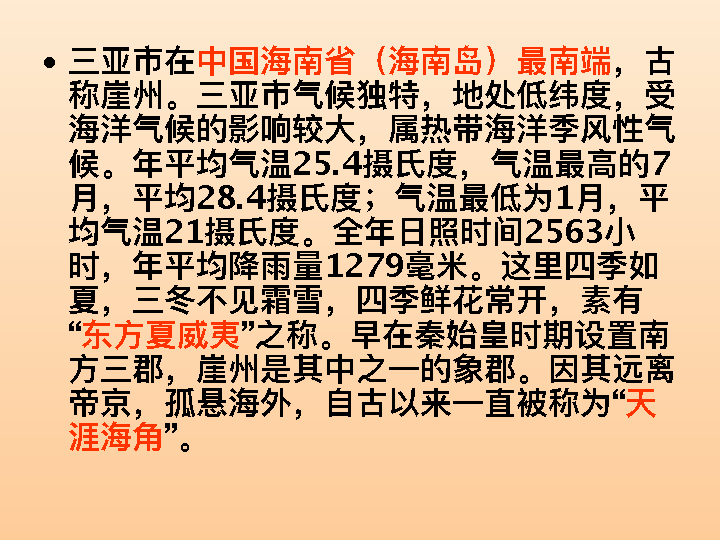 • 三亚市在中国海南省（海南岛）最南端，古
称崖州。三亚市气候独特，地处低纬度，受
海洋气候的影响较大，属热带海洋季风性气
候。年平均气温25.4摄氏度，气温最高的7
月，平均28.4摄氏度；气温最低为1月，平
均气温21摄氏度。全年日照时间2563小
时，年平均降雨量1279毫米。这里四季如
夏，三冬不见霜雪，四季鲜花常开，素有
“东方夏威夷”之称。早在秦始皇时期设置南
方三郡，崖州是其中之一的象郡。因其远离
帝京，孤悬海外，自古以来一直被称为“天
涯海角”。